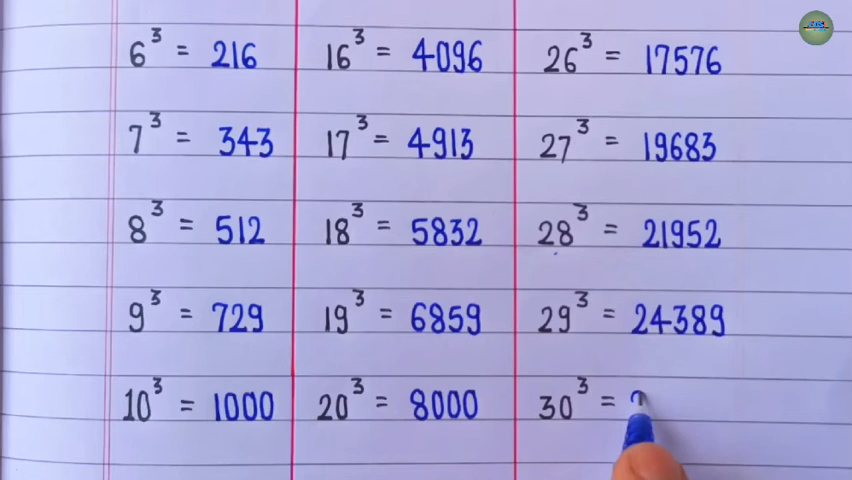 6³ = 216
7³ = 343
8³ = 512
9³ = 729
10³ = 1000
16³ = 4096
17³ = 4913
18³ = 5832
19³ = 6859
20³ = 8000
26³ = 17576
27³ = 19683
28³ = 21952
29³ = 24389
30³ =